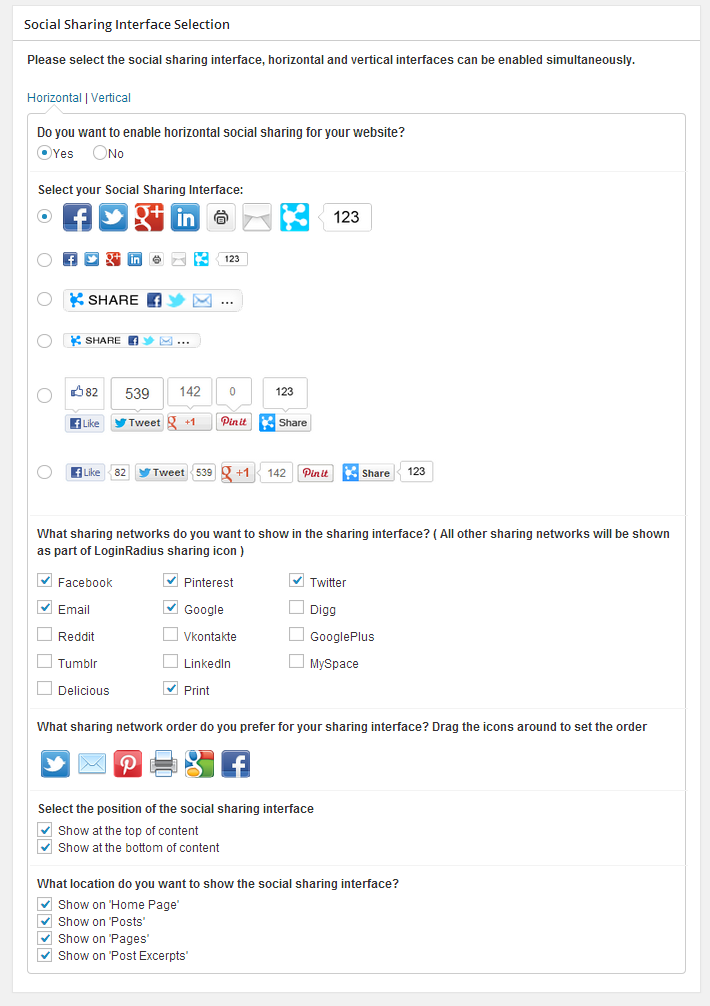 Social Sharing Interface Selection
Please select the social sharing interface, horizontal and vertical interfaces can be enabled simultaneously.
Horizontal | Vertical
Do you want to enable horizontal social sharing for your website?
Yes No
Select your Social Sharing Interface:
f g+ in 123
f g+ in 123
SHARE f ...
SHARE f ...
82 539 142 0 123
f Like Tweet g +1 Pin it Share
f Like 82 Tweet 539 g +1 142 Pin it Share 123
What sharing networks do you want to show in the sharing interface? ( All other sharing networks will be shown
as part of LoginRadius sharing icon )
Facebook Pinterest Twitter
Email Google Digg
Reddit Vkontakte GooglePlus
Tumblr LinkedIn MySpace
Delicious Print
What sharing network order do you prefer for your sharing interface? Drag the icons around to set the order
p g f
Select the position of the social sharing interface
Show at the top of content
Show at the bottom of content
What location do you want to show the social sharing interface?
Show on 'Home Page'
Show on 'Posts'
Show on 'Pages'
Show on 'Post Excerpts'